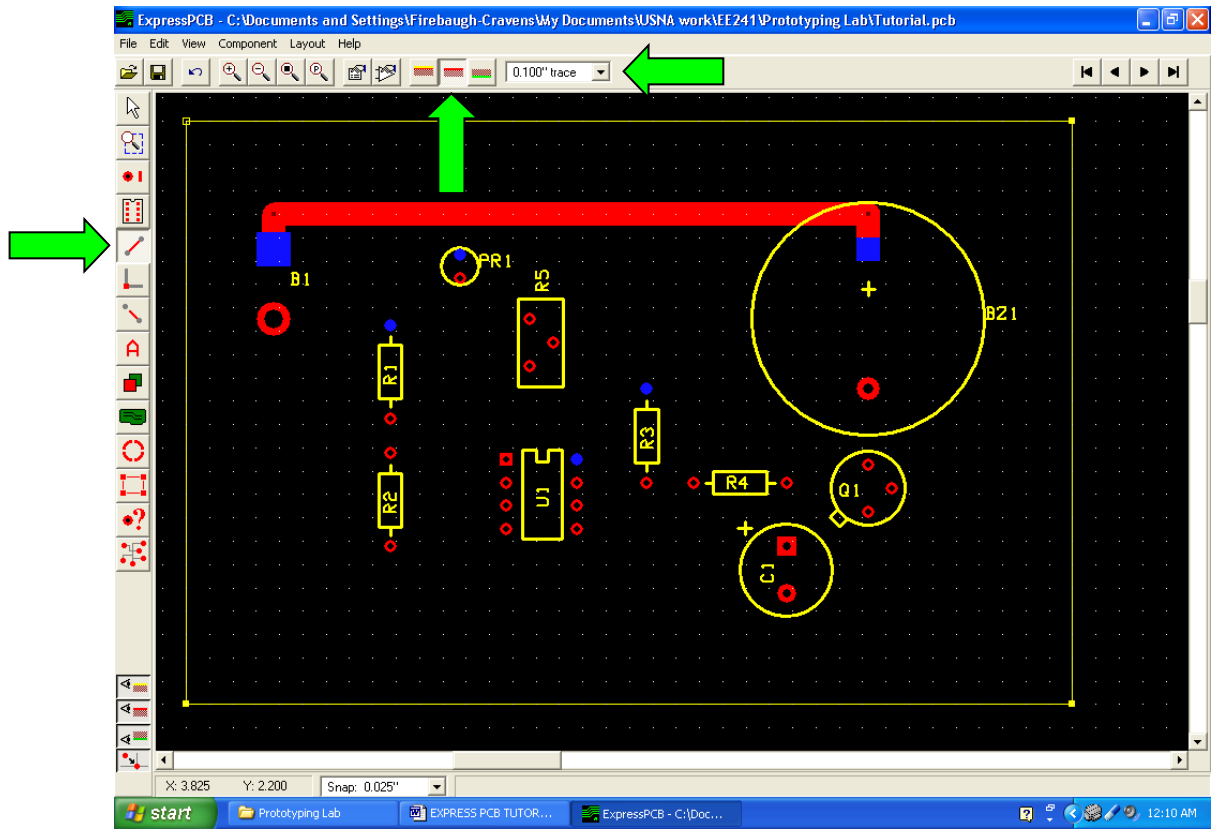 ExpressPCB - C:\Documents and Settings\Firebaugh-Cravens\My Documents\USNA work\EE241\Prototyping Lab\Tutorial.pcb
File Edit View Component Layout Help
0.100" trace
PR1
B1
R5
BZ1
R1
R3
R4
Q1
R2
U1
C1
X: 3.825 Y: 2.200 Snap: 0.025"
start Prototyping Lab EXPRESS PCB TUTOR... ExpressPCB - C:\Doc... 12:10 AM